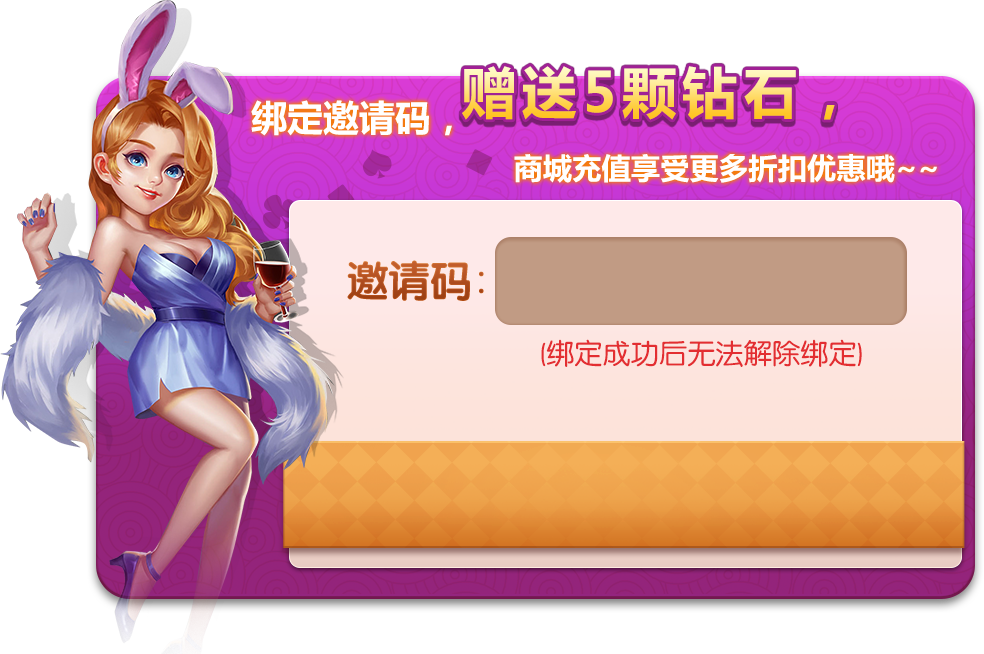 绑定邀请码，赠送5颗钻石，
商城充值享受更多折扣优惠哦~~
邀请码：
(绑定成功后无法解除绑定)